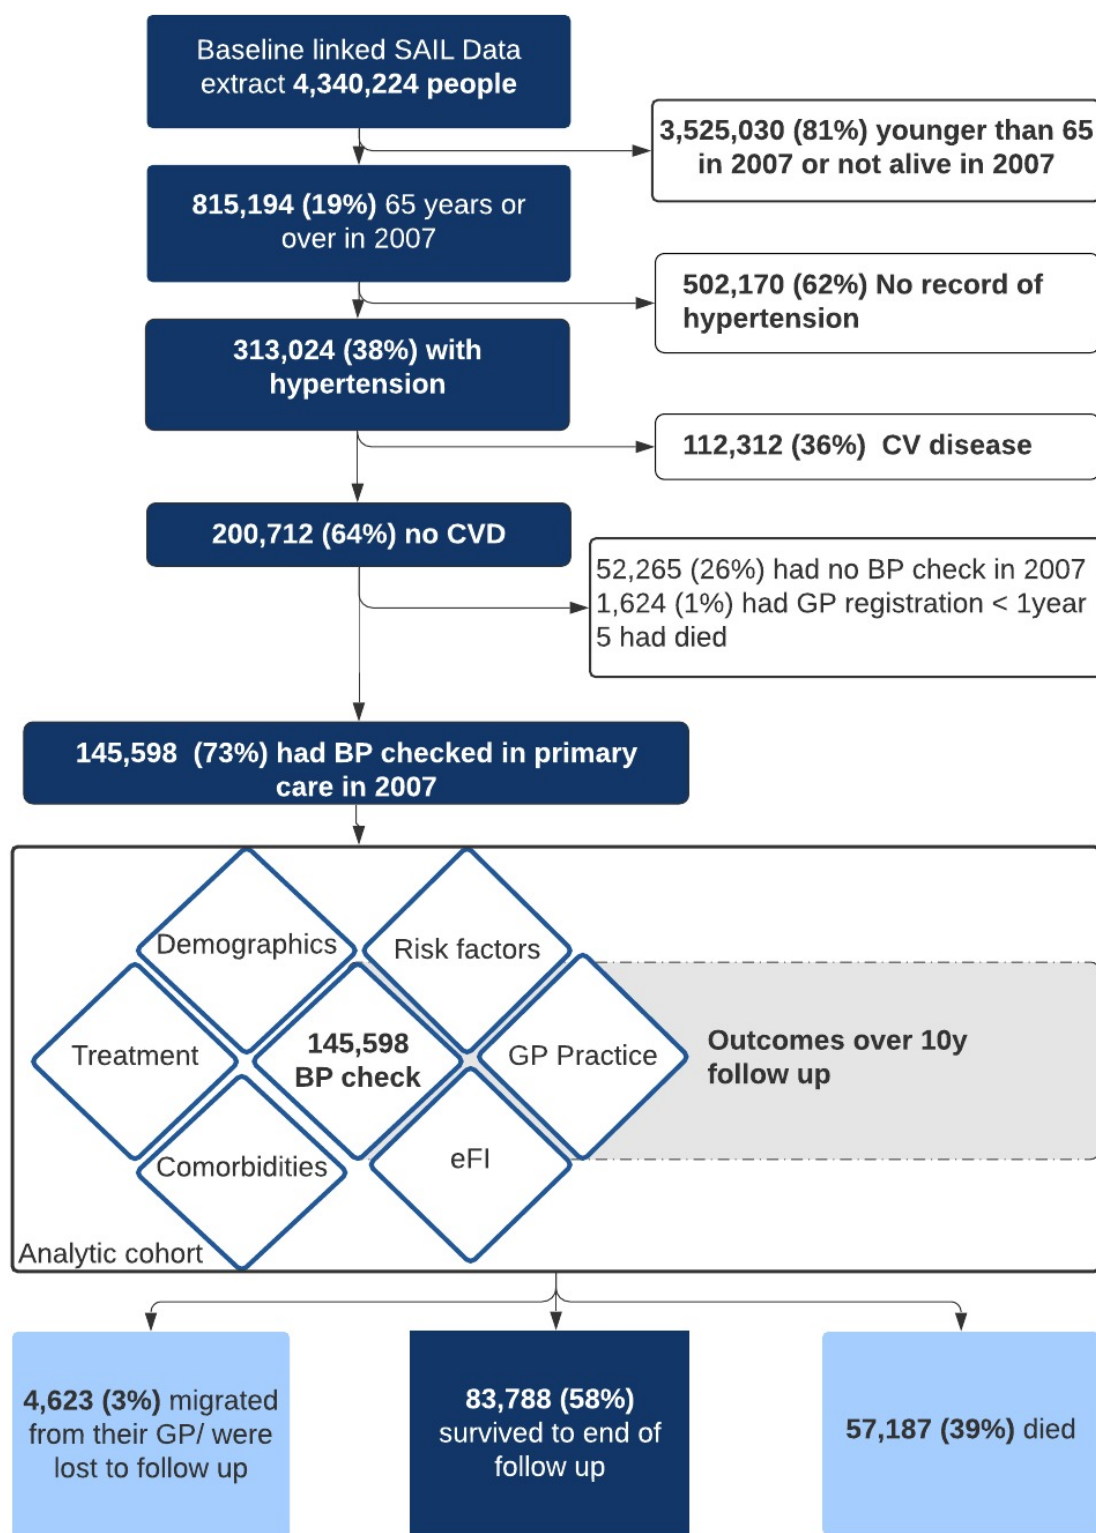 Baseline linked SAIL Data
extract 4,340,224 people
3,525,030 (81%) younger than 65
in 2007 or not alive in 2007
815,194 (19%) 65 years or
over in 2007
502,170 (62%) No record of
hypertension
313,024 (38%) with
hypertension
112,312 (36%) CV disease
200,712 (64%) no CVD
52,265 (26%) had no BP check in 2007
1,624 (1%) had GP registration < 1year
5 had died
145,598 (73%) had BP checked in primary
care in 2007
Demographics
Risk factors
Treatment
145,598
BP check
GP Practice
Outcomes over 10y
follow up
Comorbidities
eFI
Analytic cohort
4,623 (3%) migrated
from their GP/ were
lost to follow up
83,788 (58%)
survived to end of
follow up
57,187 (39%) died